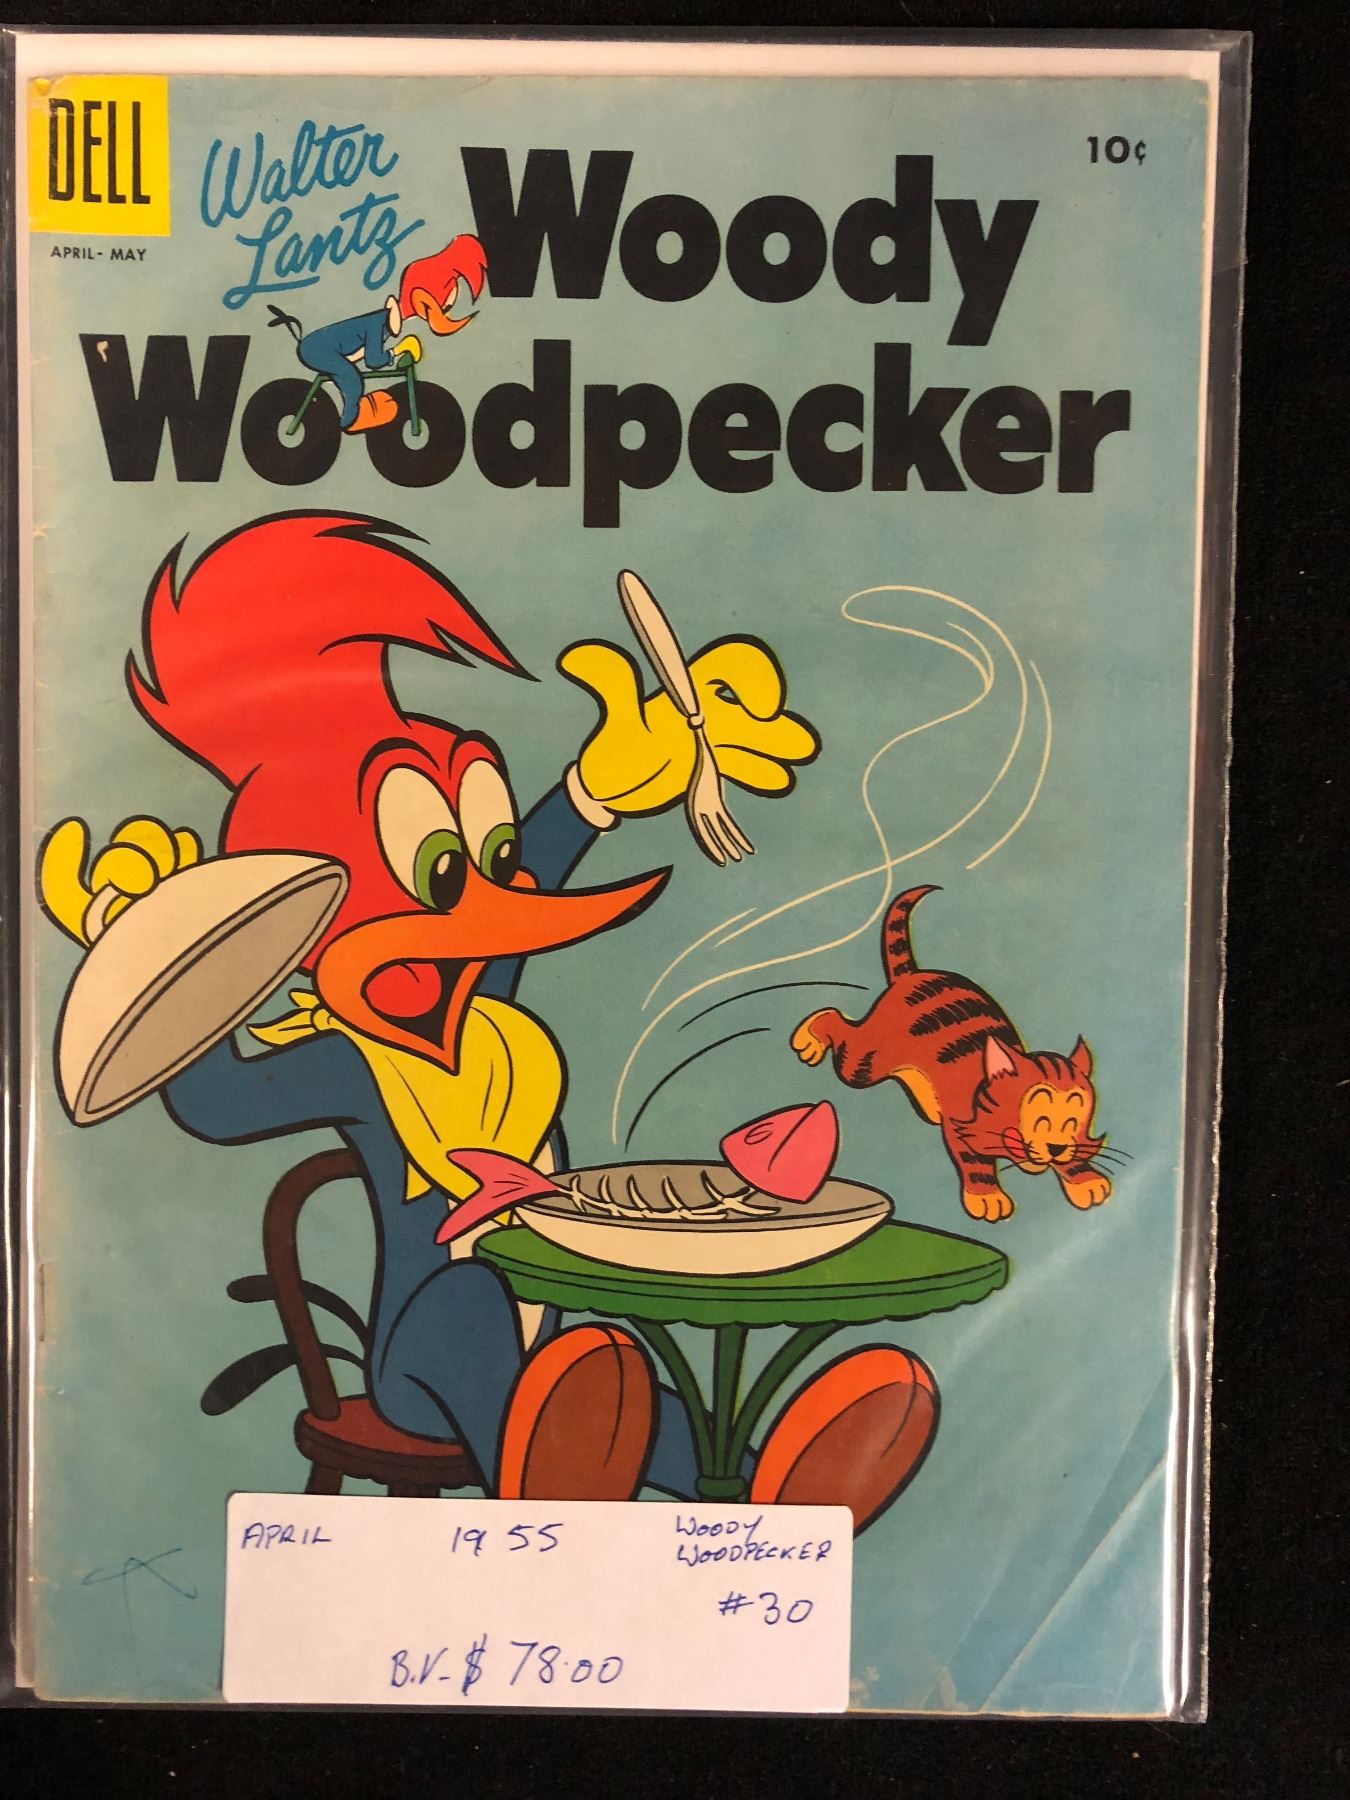 DELL
APRIL - MAY
Walter
Lantz
10¢
Woody
Woodpecker
APRIL 1955 WOODY
WOODPECKER
#30
B.V- $ 78.00